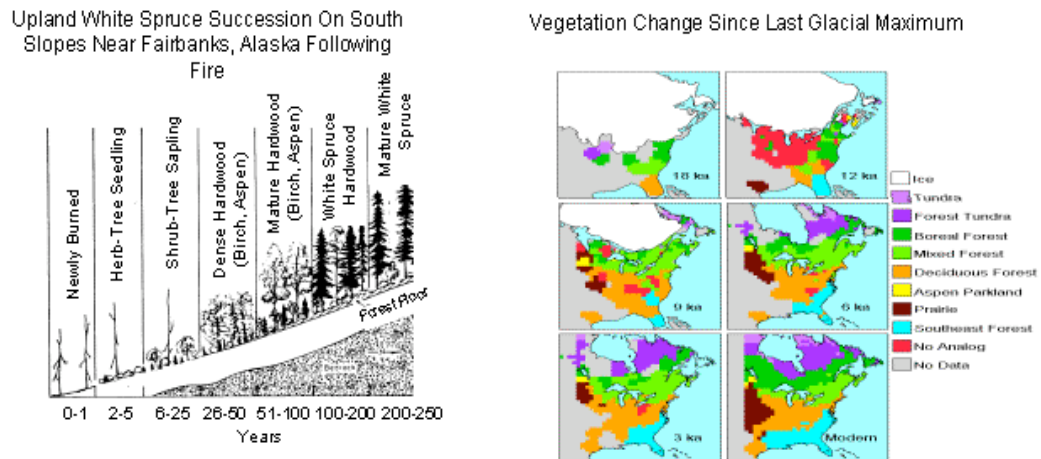 Upland White Spruce Succession On South
Slopes Near Fairbanks, Alaska Following
Fire
Newly Burned
Herb-Tree Seedling
Shrub-Tree Sapling
Dense Hardwood
(Birch, Aspen)
Mature Hardwood
(Birch, Aspen)
White Spruce
Hardwood
Mature White
Spruce
Forest Floor
Bedrock
0-1 2-5 6-25 26-50 51-100 100-200 200-250
Years
Vegetation Change Since Last Glacial Maximum
18 ka
12 ka
9 ka
6 ka
3 ka
Modern
Ice
Tundra
Forest Tundra
Boreal Forest
Mixed Forest
Deciduous Forest
Aspen Parkland
Prairie
Southeast Forest
No Analog
No Data